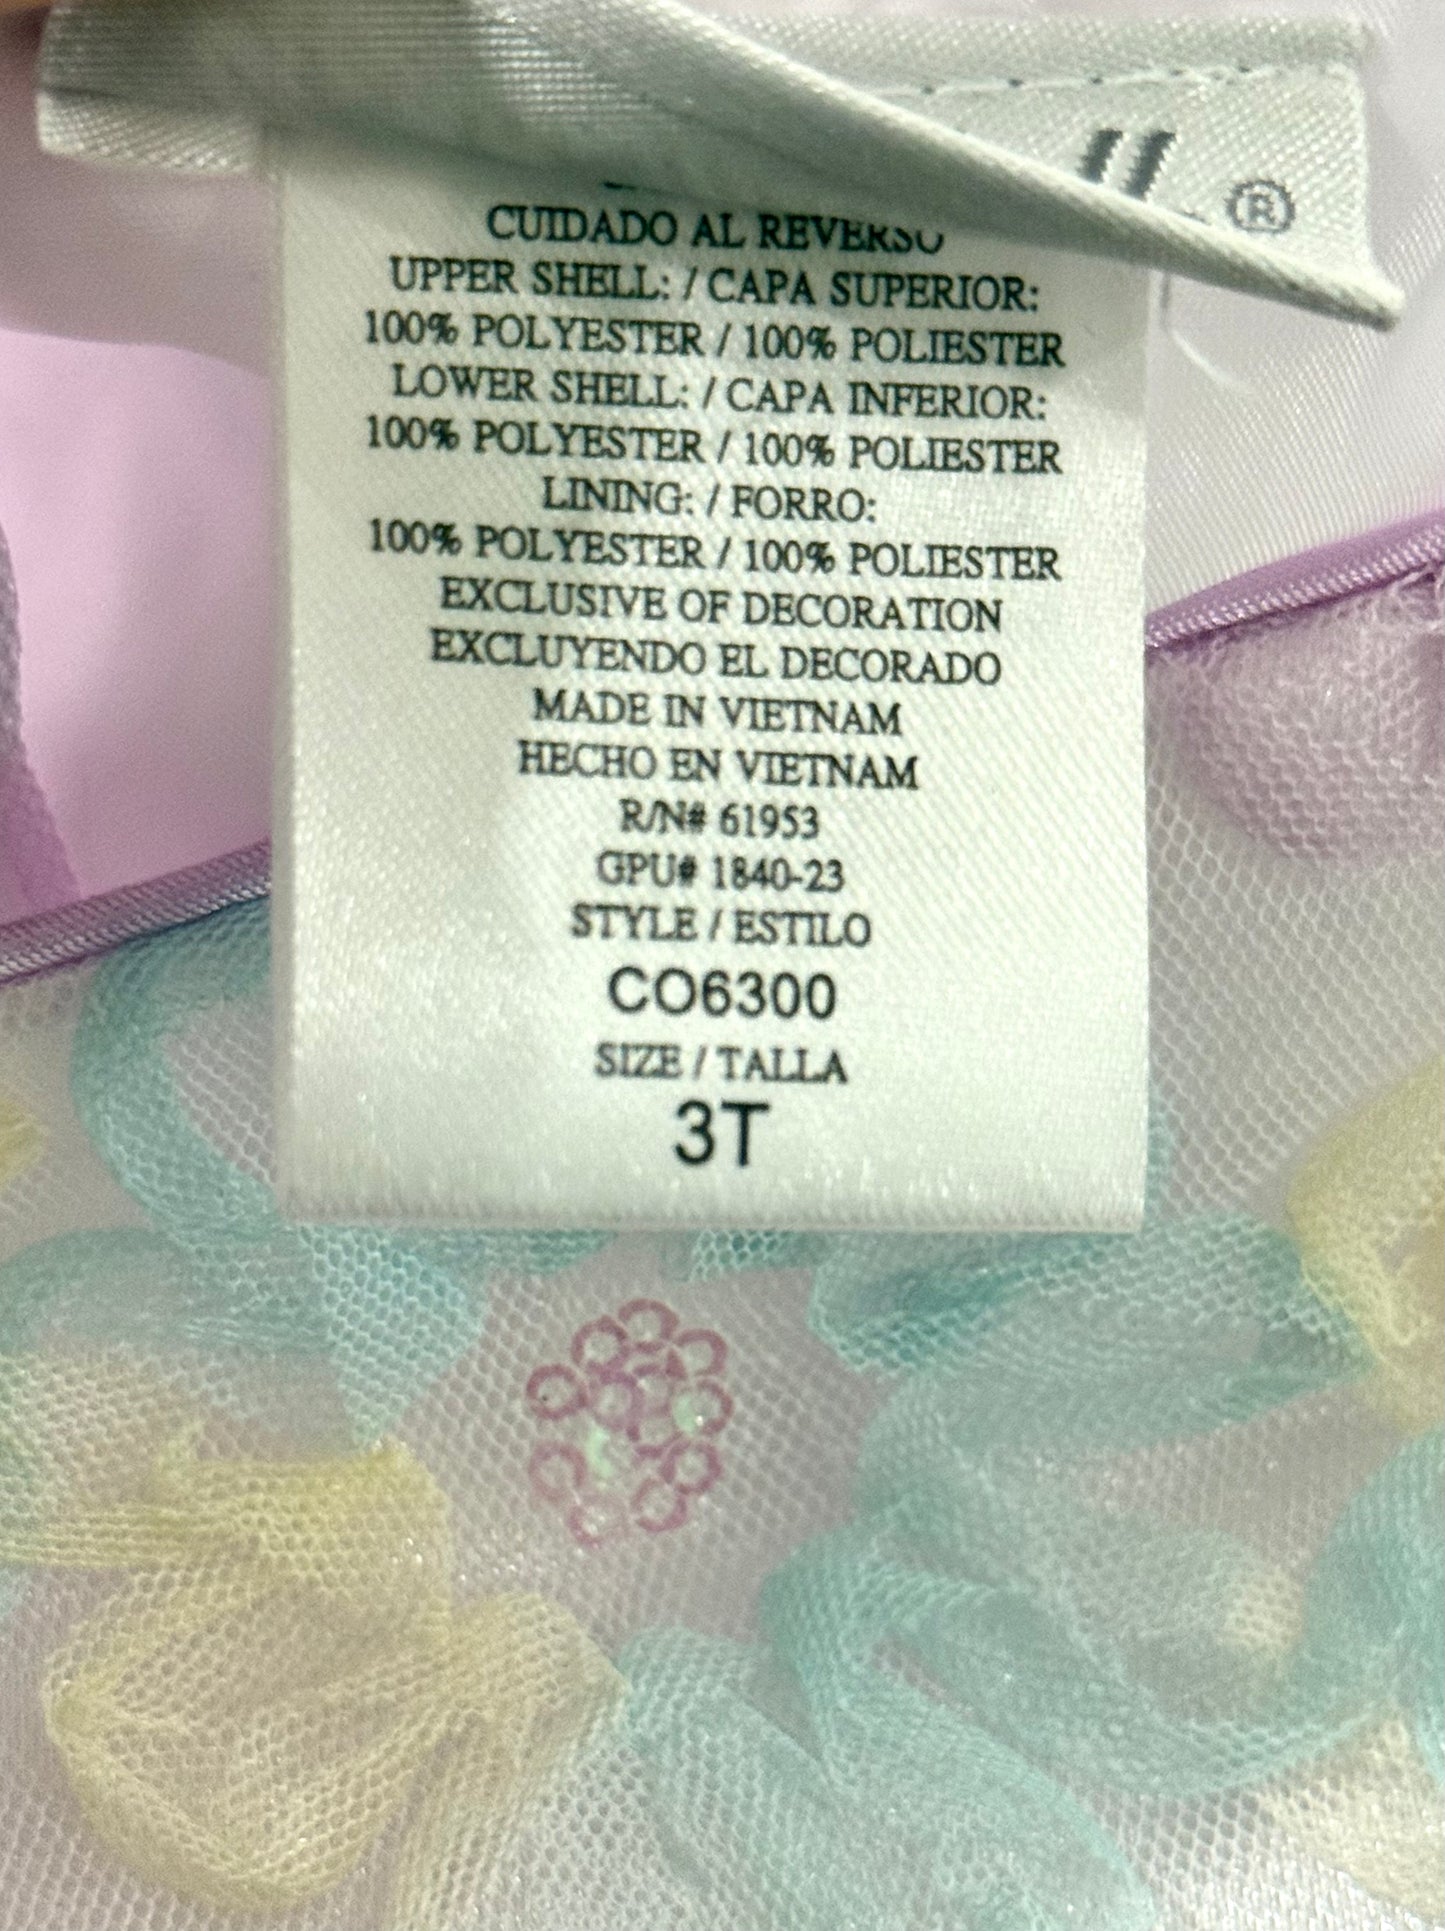 CUIDADO AL REVERSO
UPPER SHELL: / CAPA SUPERIOR:
100% POLYESTER / 100% POLIESTER
LOWER SHELL: / CAPA INFERIOR:
100% POLYESTER / 100% POLIESTER
LINING: / FORRO:
100% POLYESTER / 100% POLIESTER
EXCLUSIVE OF DECORATION
EXCLUYENDO EL DECORADO
MADE IN VIETNAM
HECHO EN VIETNAM
R/N# 61953
GPU# 1840-23
STYLE / ESTILO
CO6300
SIZE / TALLA
3T